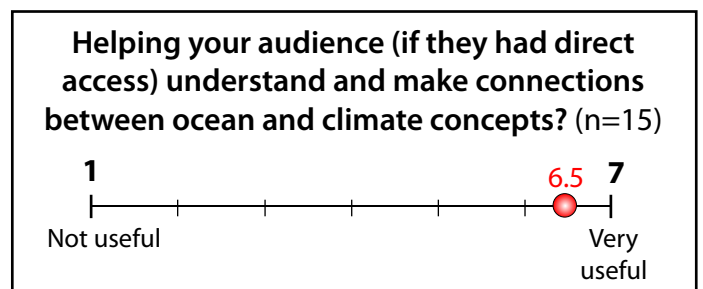 Helping your audience (if they had direct
access) understand and make connections
between ocean and climate concepts? (n=15)
1
6.5
7
Not useful
Very
useful